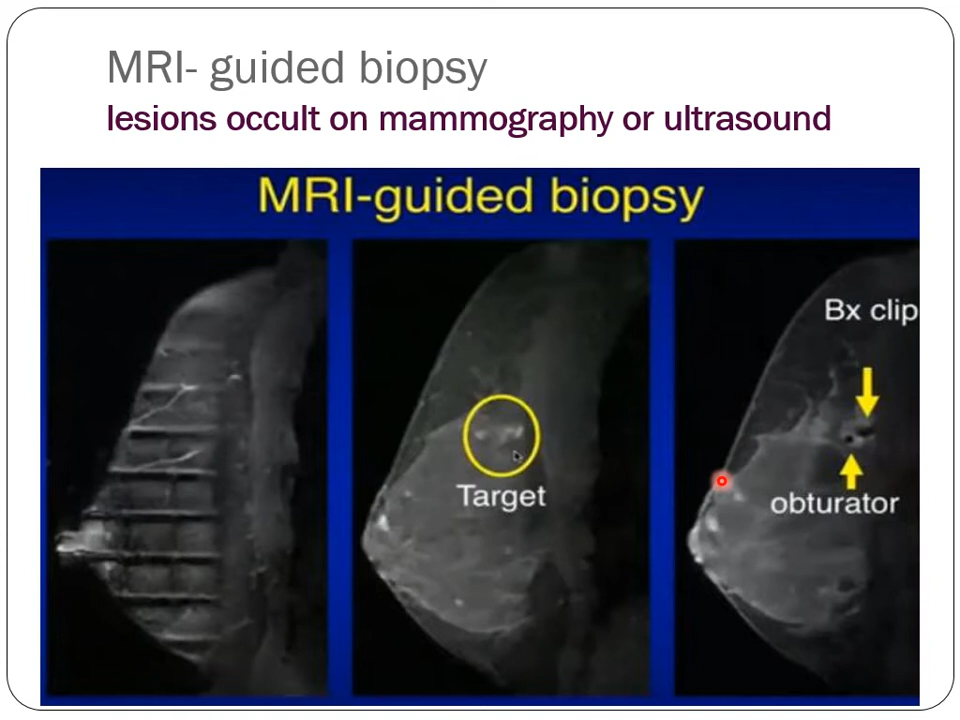 MRI- guided biopsy
lesions occult on mammography or ultrasound
MRI-guided biopsy
Bx clip
Target
obturator